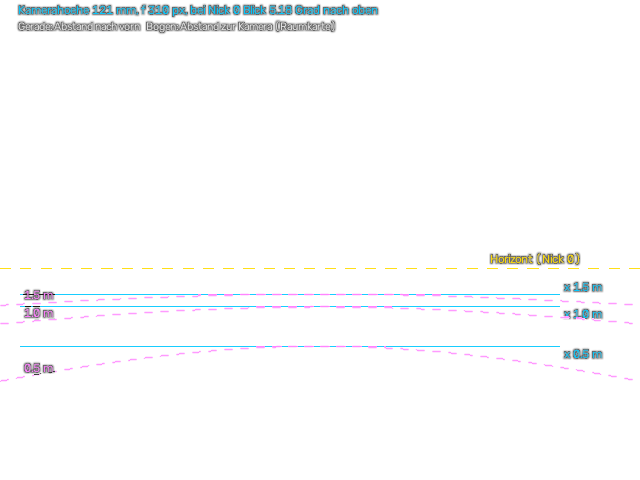 Kamerahoehe 121 mm, f 319 px, bei Nick 0 Blick 5.18 Grad nach oben
Gerade: Abstand nach vorn  Bogen: Abstand zur Kamera (Raumkarte)
Horizont (Nick 0)
x 1.5 m
1.5 m
1.0 m
x 1.0 m
x 0.5 m
0.5 m